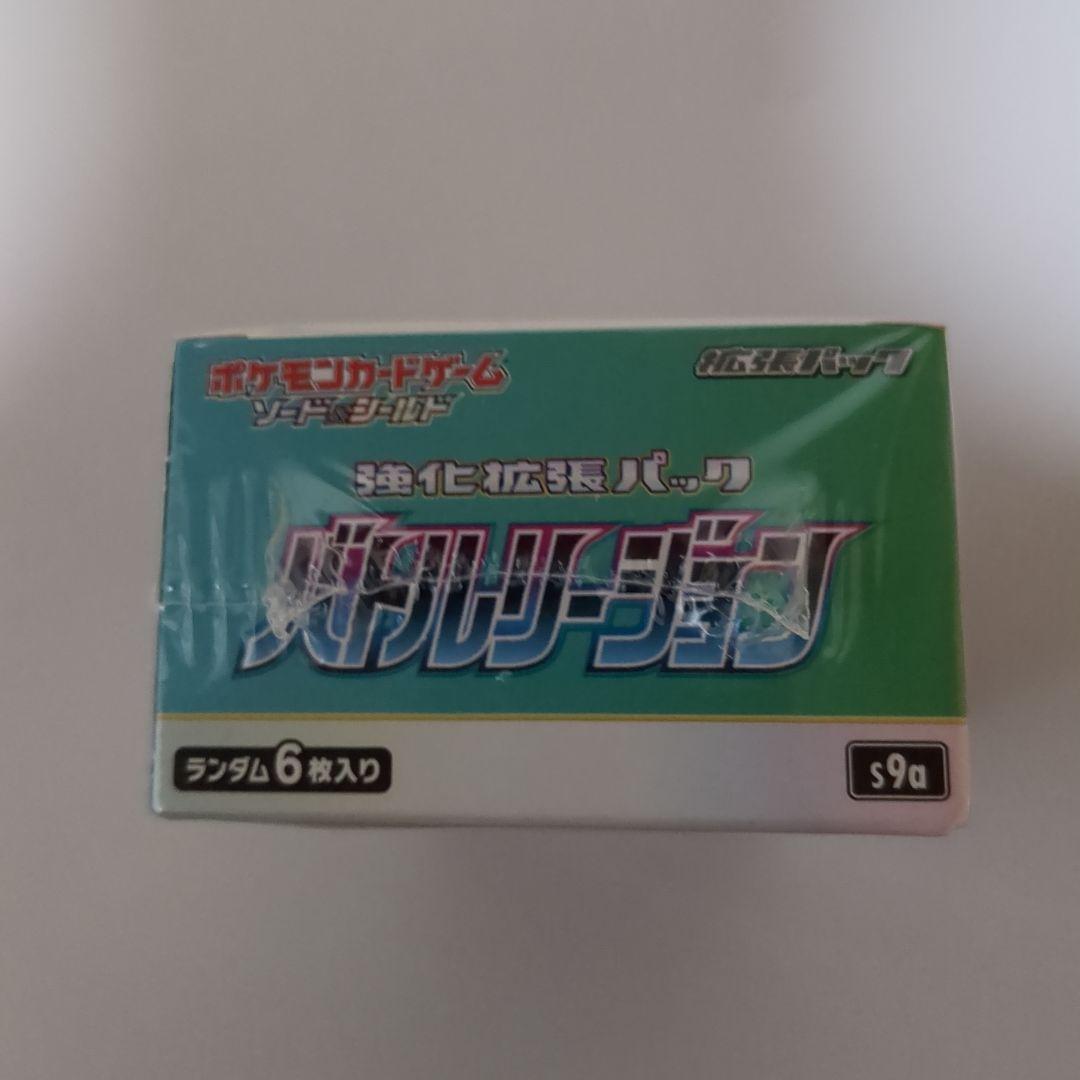 ポケモンカードゲーム
ソード&シールド
拡張パック
強化拡張パック
バトルリージョン
ランダム6枚入り
s9a